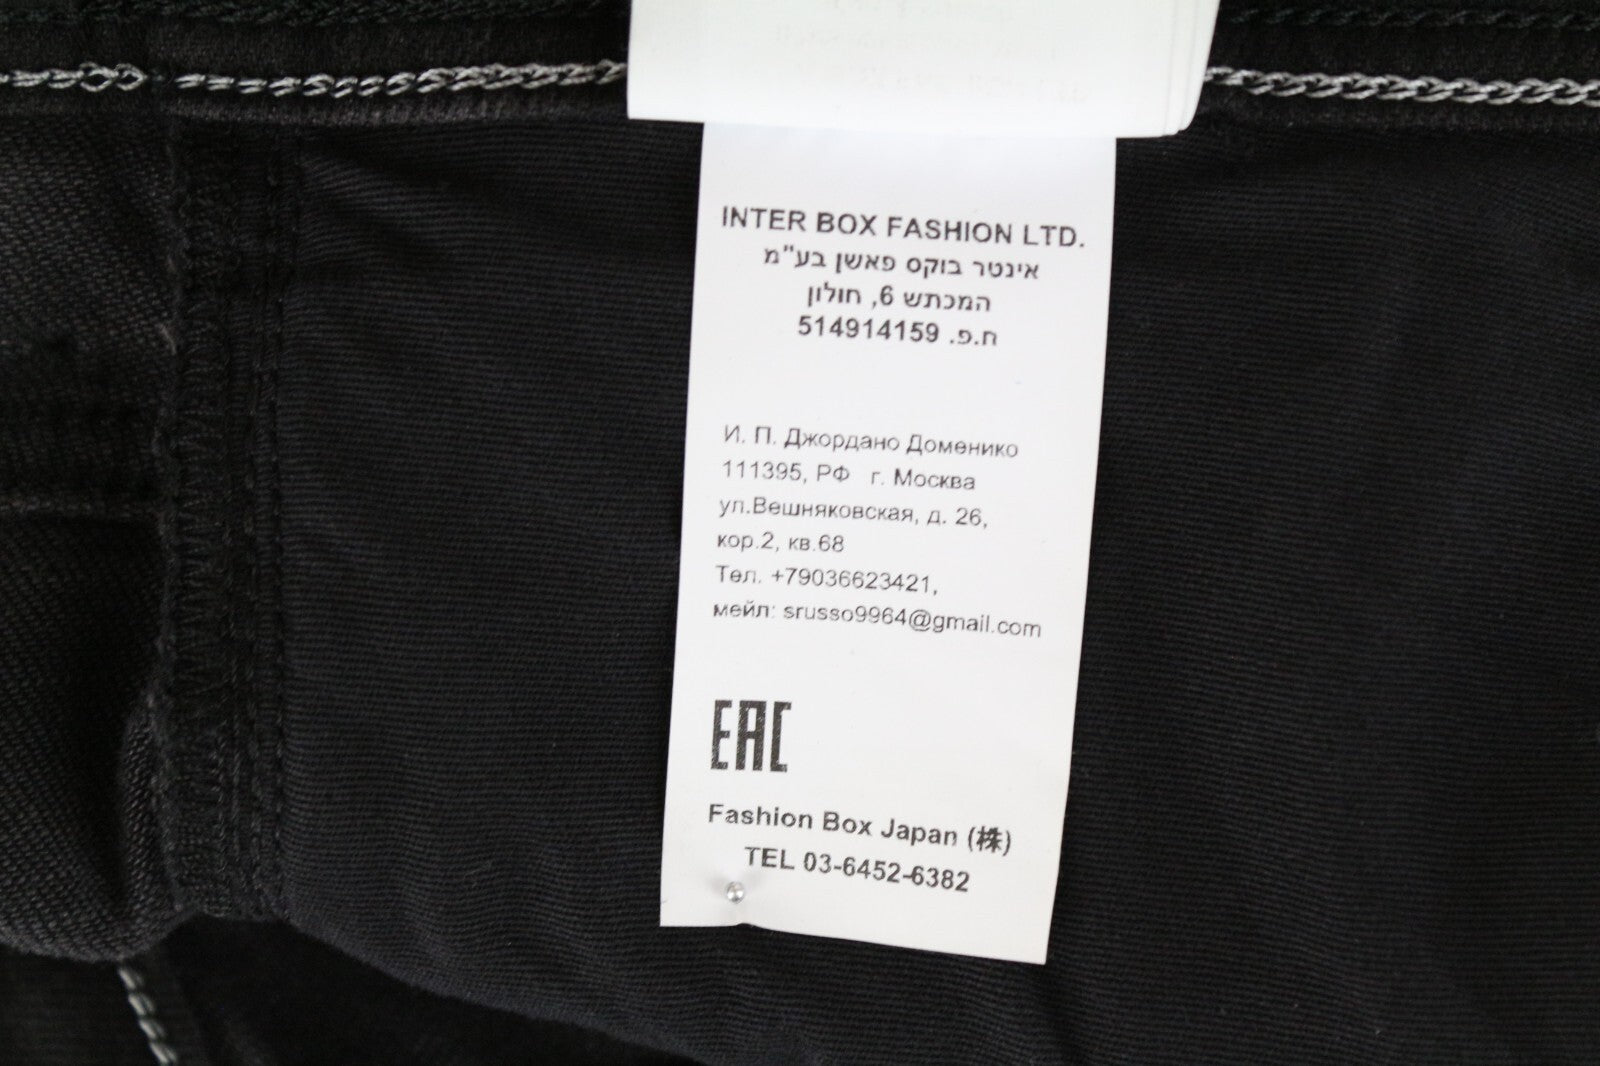 INTER BOX FASHION LTD.
אינטר בוקס פאשן בע"מ
המכתש 6, חולון
ח.פ. 514914159
И. П. Джордано Доменико
111395, РФ г. Москва
ул.Вешняковская, д. 26,
кор.2, кв.68
Тел. +79036623421,
мейл: srusso9964@gmail.com
EAC
Fashion Box Japan (株)
TEL 03-6452-6382